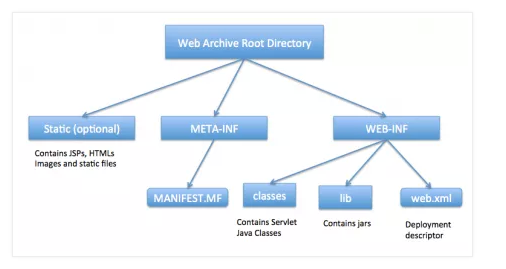 Web Archive Root Directory
Static (optional)
META-INF
WEB-INF
Contains JSPs, HTMLs
Images and static files
MANIFEST.MF
classes
lib
web.xml
Contains Servlet
Java Classes
Contains jars
Deployment
descriptor